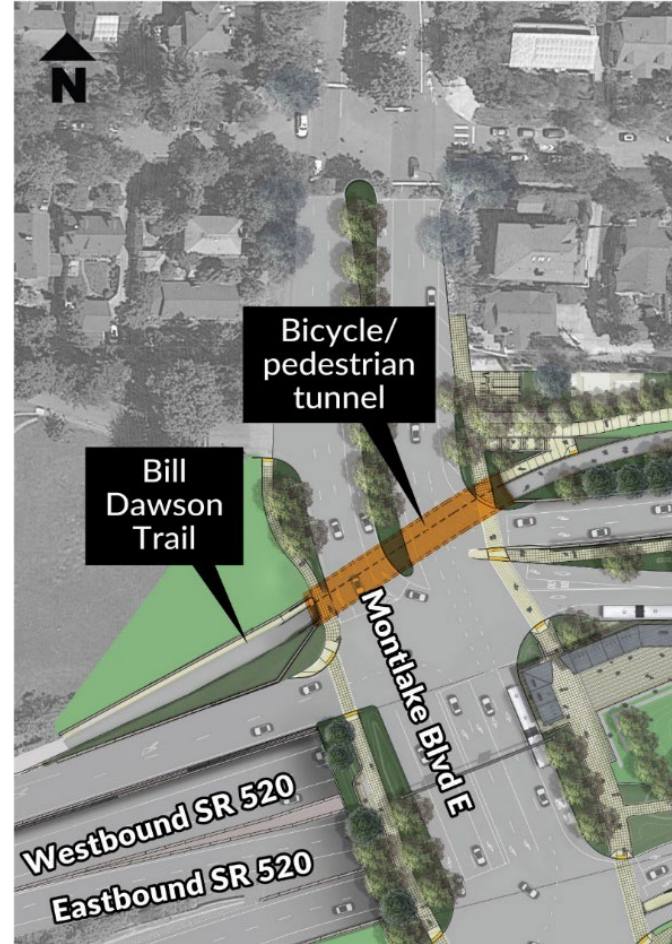 N
Bicycle/
pedestrian
tunnel
Bill
Dawson
Trail
Montlake Blvd E
Westbound SR 520
Eastbound SR 520